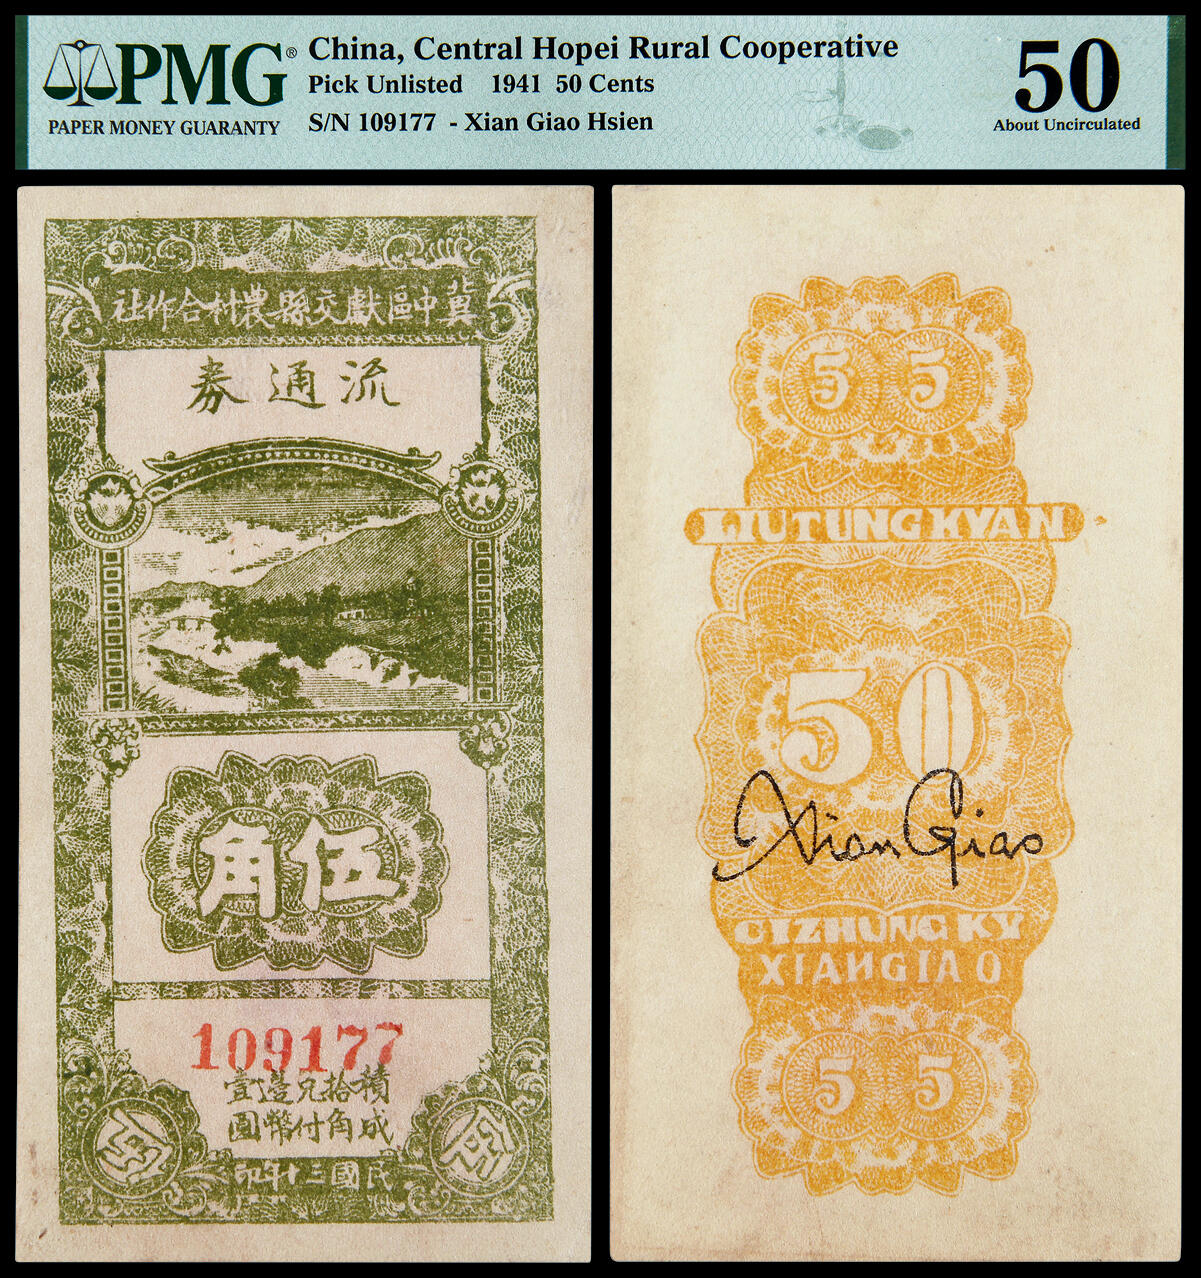 PMG®
PAPER MONEY GUARANTY
China, Central Hopei Rural Cooperative
Pick Unlisted 1941 50 Cents
S/N 109177 - Xian Giao Hsien
50
About Uncirculated
冀中區獻交縣農村合作社
流通券
伍角
109177
積成
拾角
兌付
邊幣
壹圓
伍
民國三十年印
5 5
LIUTUNGKYAN
50
Xian Giao
GIZHUNG KY
XIANGIAO
5 5